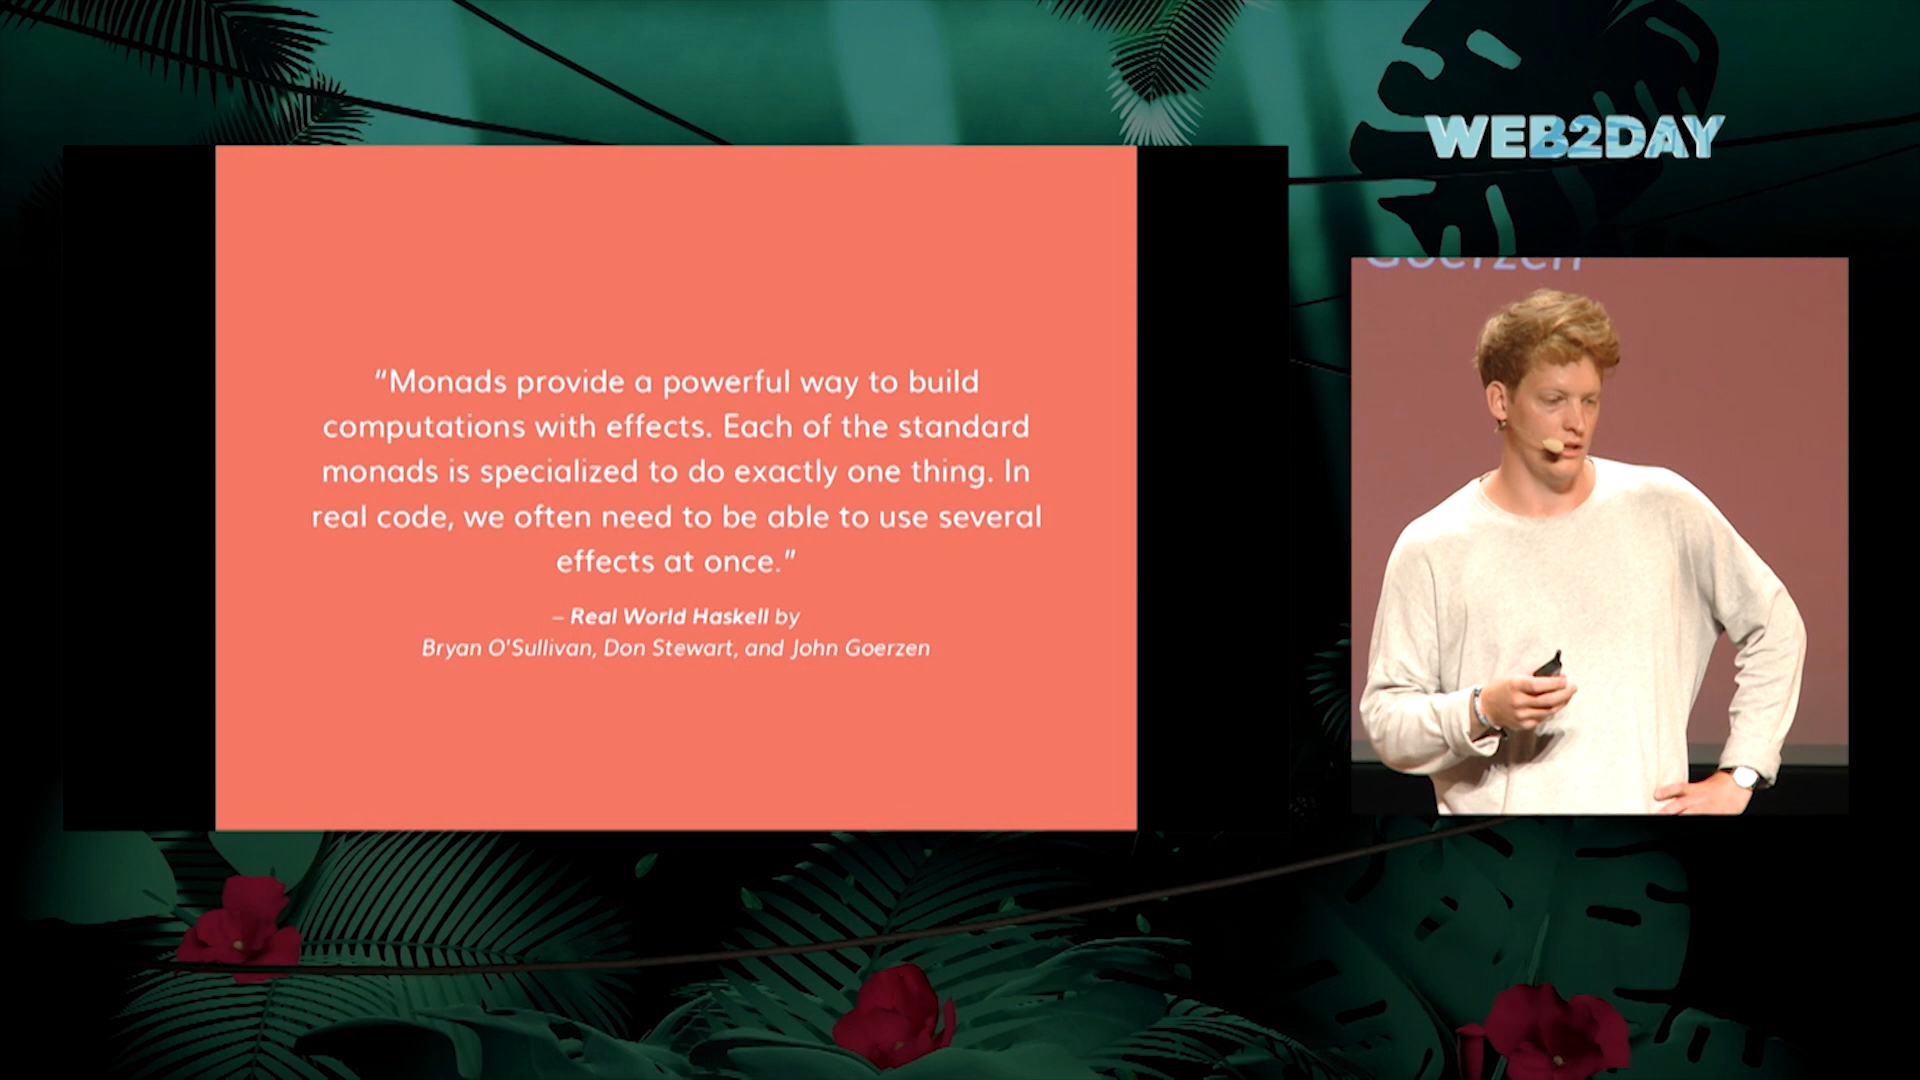 WEB2DAY
“Monads provide a powerful way to build
computations with effects. Each of the standard
monads is specialized to do exactly one thing. In
real code, we often need to be able to use several
effects at once.”
– Real World Haskell by
Bryan O'Sullivan, Don Stewart, and John Goerzen
Goerzen